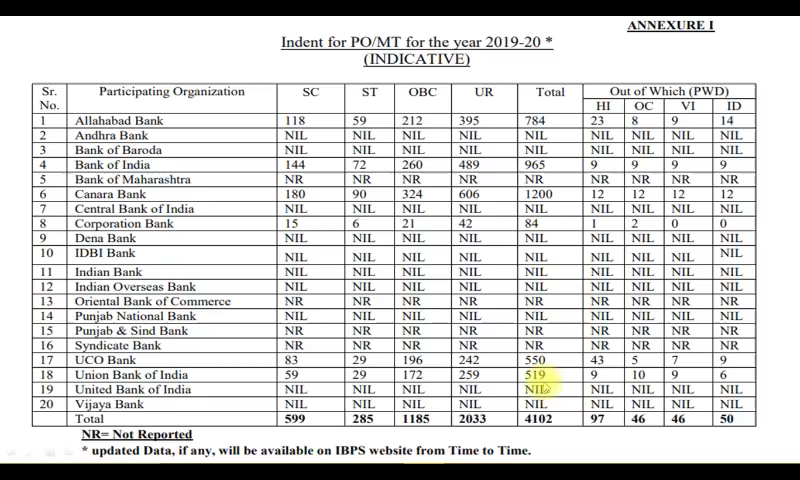 ANNEXURE I
Indent for PO/MT for the year 2019-20 *
(INDICATIVE)
Sr. No. Participating Organization SC ST OBC UR Total Out of Which (PWD)
HI OC VI ID
1 Allahabad Bank 118 59 212 395 784 23 8 9 14
2 Andhra Bank NIL NIL NIL NIL NIL NIL NIL NIL NIL
3 Bank of Baroda NIL NIL NIL NIL NIL NIL NIL NIL NIL
4 Bank of India 144 72 260 489 965 9 9 9 9
5 Bank of Maharashtra NR NR NR NR NR NR NR NR NR
6 Canara Bank 180 90 324 606 1200 12 12 12 12
7 Central Bank of India NIL NIL NIL NIL NIL NIL NIL NIL NIL
8 Corporation Bank 15 6 21 42 84 1 2 0 0
9 Dena Bank NIL NIL NIL NIL NIL NIL NIL NIL NIL
10 IDBI Bank NIL NIL NIL NIL NIL NIL NIL NIL NIL
11 Indian Bank NIL NIL NIL NIL NIL NIL NIL NIL NIL
12 Indian Overseas Bank NIL NIL NIL NIL NIL NIL NIL NIL NIL
13 Oriental Bank of Commerce NR NR NR NR NR NR NR NR NR
14 Punjab National Bank NIL NIL NIL NIL NIL NIL NIL NIL NIL
15 Punjab & Sind Bank NR NR NR NR NR NR NR NR NR
16 Syndicate Bank NR NR NR NR NR NR NR NR NR
17 UCO Bank 83 29 196 242 550 43 5 7 9
18 Union Bank of India 59 29 172 259 519 9 10 9 6
19 United Bank of India NIL NIL NIL NIL NIL NIL NIL NIL NIL
20 Vijaya Bank NIL NIL NIL NIL NIL NIL NIL NIL NIL
Total 599 285 1185 2033 4102 97 46 46 50
NR= Not Reported
* updated Data, if any, will be available on IBPS website from Time to Time.